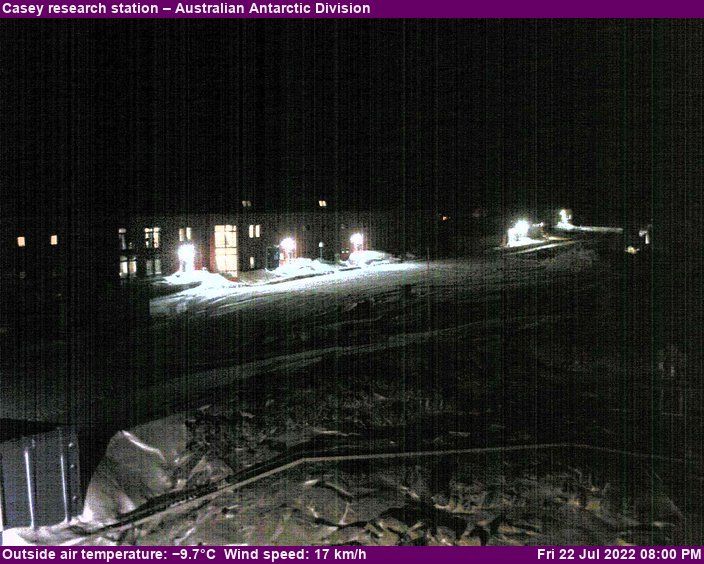 Casey research station – Australian Antarctic Division
Outside air temperature: −9.7°C Wind speed: 17 km/h Fri 22 Jul 2022 08:00 PM